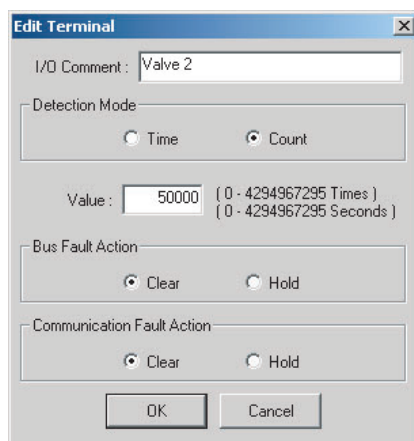 Edit Terminal
I/O Comment : Valve 2
Detection Mode
Time Count
Value : 50000 ( 0 - 4294967295 Times )
( 0 - 4294967295 Seconds )
Bus Fault Action
Clear Hold
Communication Fault Action
Clear Hold
OK Cancel